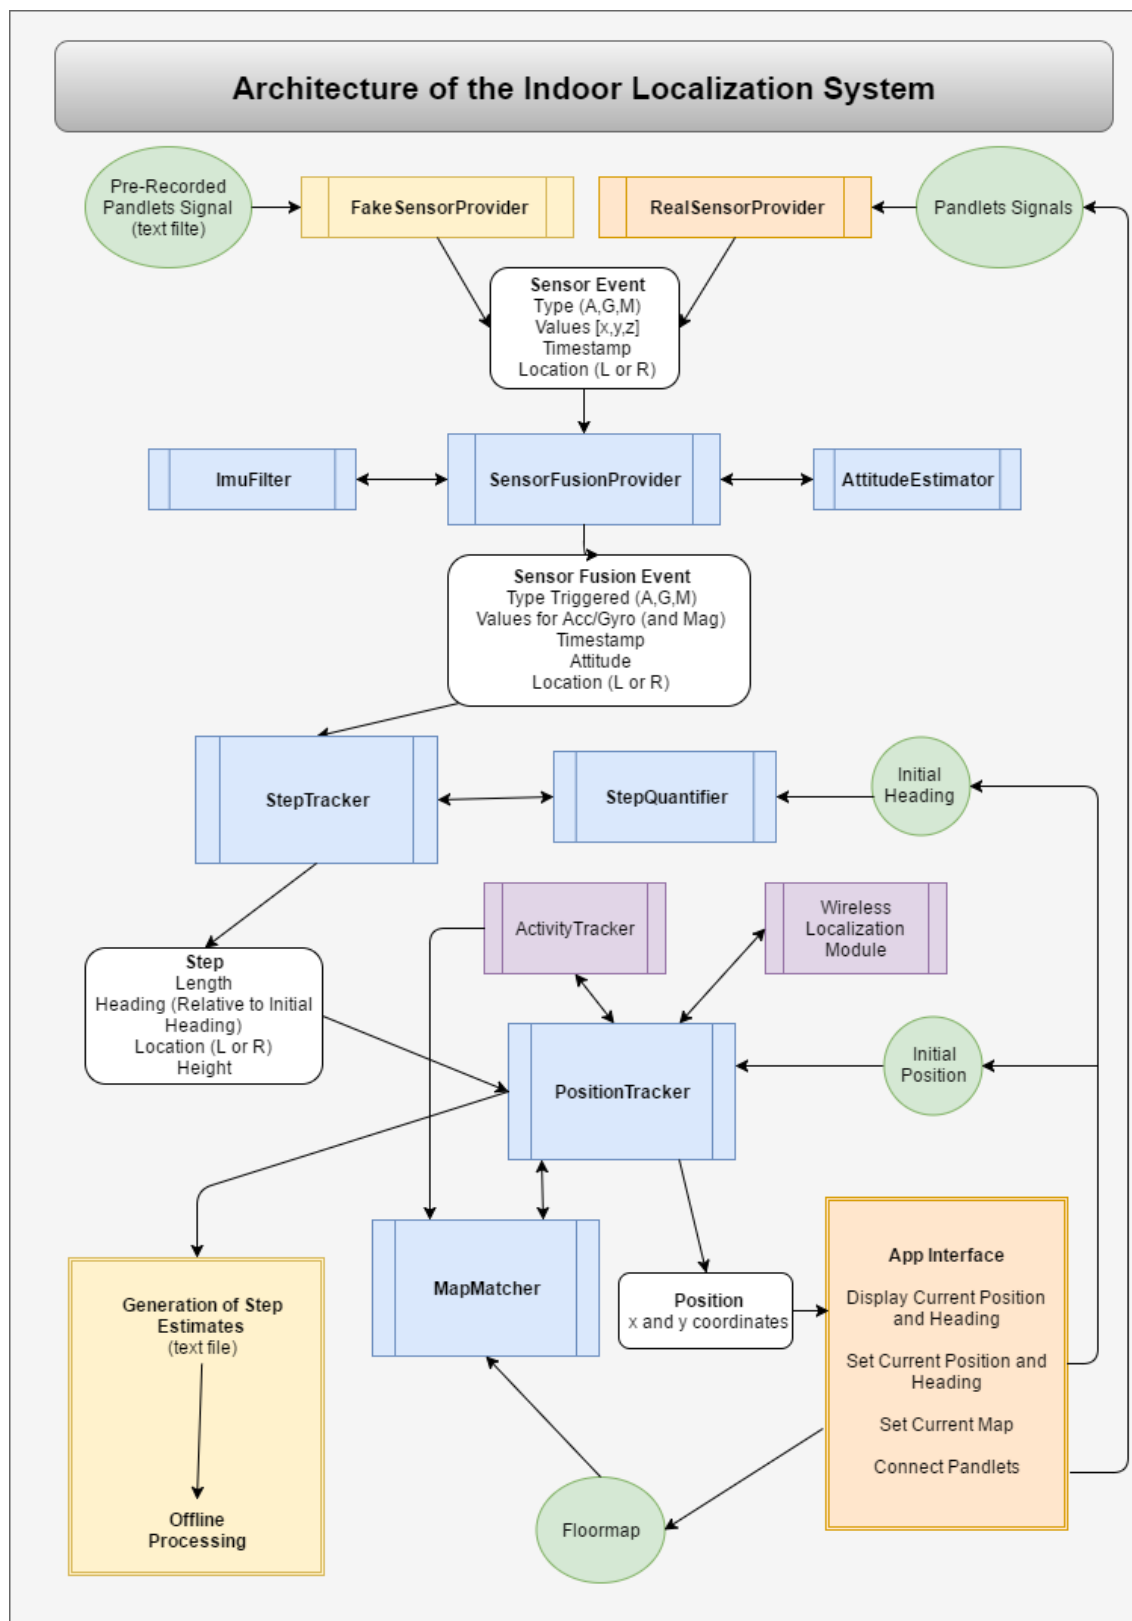 Architecture of the Indoor Localization System
Pre-Recorded
Pandlets Signal
(text filte)
FakeSensorProvider
RealSensorProvider
Pandlets Signals
Sensor Event
Type (A,G,M)
Values [x,y,z]
Timestamp
Location (L or R)
ImuFilter
SensorFusionProvider
AttitudeEstimator
Sensor Fusion Event
Type Triggered (A,G,M)
Values for Acc/Gyro (and Mag)
Timestamp
Attitude
Location (L or R)
StepTracker
StepQuantifier
Initial
Heading
ActivityTracker
Wireless
Localization
Module
Step
Length
Heading (Relative to Initial
Heading)
Location (L or R)
Height
PositionTracker
Initial
Position
Generation of Step
Estimates
(text file)
Offline
Processing
MapMatcher
Position
x and y coordinates
App Interface
Display Current Position
and Heading
Set Current Position and
Heading
Set Current Map
Connect Pandlets
Floormap